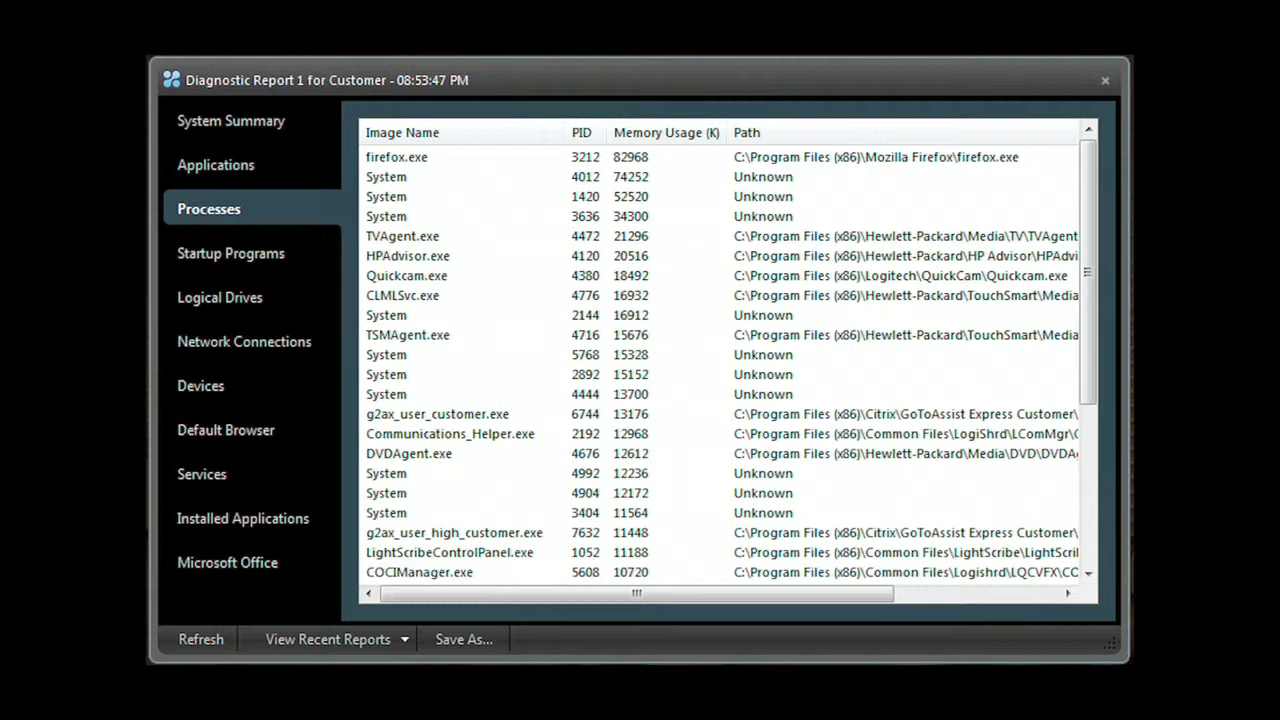 Diagnostic Report 1 for Customer - 08:53:47 PM
System Summary
Applications
Processes
Startup Programs
Logical Drives
Network Connections
Devices
Default Browser
Services
Installed Applications
Microsoft Office
Image Name PID Memory Usage (K) Path
firefox.exe 3212 82968 C:\Program Files (x86)\Mozilla Firefox\firefox.exe
System 4012 74252 Unknown
System 1420 52520 Unknown
System 3636 34300 Unknown
TVAgent.exe 4472 21296 C:\Program Files (x86)\Hewlett-Packard\Media\TV\TVAgent
HPAdvisor.exe 4120 20516 C:\Program Files (x86)\Hewlett-Packard\HP Advisor\HPAdvi
Quickcam.exe 4380 18492 C:\Program Files (x86)\Logitech\QuickCam\Quickcam.exe
CLMLSvc.exe 4776 16932 C:\Program Files (x86)\Hewlett-Packard\TouchSmart\Media
System 2144 16912 Unknown
TSMAgent.exe 4716 15676 C:\Program Files (x86)\Hewlett-Packard\TouchSmart\Media
System 5768 15328 Unknown
System 2892 15152 Unknown
System 4444 13700 Unknown
g2ax_user_customer.exe 6744 13176 C:\Program Files (x86)\Citrix\GoToAssist Express Customer\
Communications_Helper.exe 2192 12968 C:\Program Files (x86)\Common Files\LogiShrd\LComMgr\C
DVDAgent.exe 4676 12612 C:\Program Files (x86)\Hewlett-Packard\Media\DVD\DVDAg
System 4992 12236 Unknown
System 4904 12172 Unknown
System 3404 11564 Unknown
g2ax_user_high_customer.exe 7632 11448 C:\Program Files (x86)\Citrix\GoToAssist Express Customer\
LightScribeControlPanel.exe 1052 11188 C:\Program Files (x86)\Common Files\LightScribe\LightScril
COCIManager.exe 5608 10720 C:\Program Files (x86)\Common Files\Logishrd\LQCVFX\CO
Refresh View Recent Reports Save As...